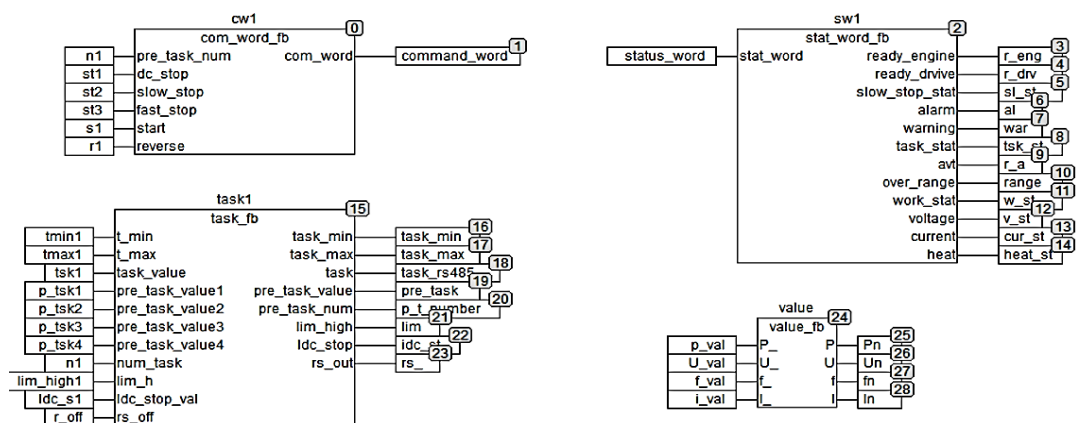 cw1
0
com_word_fb
n1 pre_task_num com_word command_word 1
st1 dc_stop
st2 slow_stop
st3 fast_stop
s1 start
r1 reverse
sw1
2
stat_word_fb
status_word stat_word ready_engine r_eng 3
ready_drvive r_drv 4
slow_stop_stat sl_st 5
alarm al 6
warning war 7
task_stat tsk_st 8
avt r_a 9
over_range range 10
work_stat w_st 11
voltage v_st 12
current cur_st 13
heat heat_st 14
task1
15
task_fb
tmin1 t_min task_min task_min 16
tmax1 t_max task_max task_max 17
tsk1 task_value task task_rs485 18
p_tsk1 pre_task_value1 pre_task_value pre_task 19
p_tsk2 pre_task_value2 pre_task_num p_t_number 20
p_tsk3 pre_task_value3 lim_high lim 21
p_tsk4 pre_task_value4 ldc_stop idc_st 22
n1 num_task rs_out rs_ 23
lim_high1 lim_h
ldc_s1 ldc_stop_val
r_off rs_off
value
24
value_fb
p_val P_ P Pn 25
U_val U_ U Un 26
f_val f_ f fn 27
i_val I_ I In 28